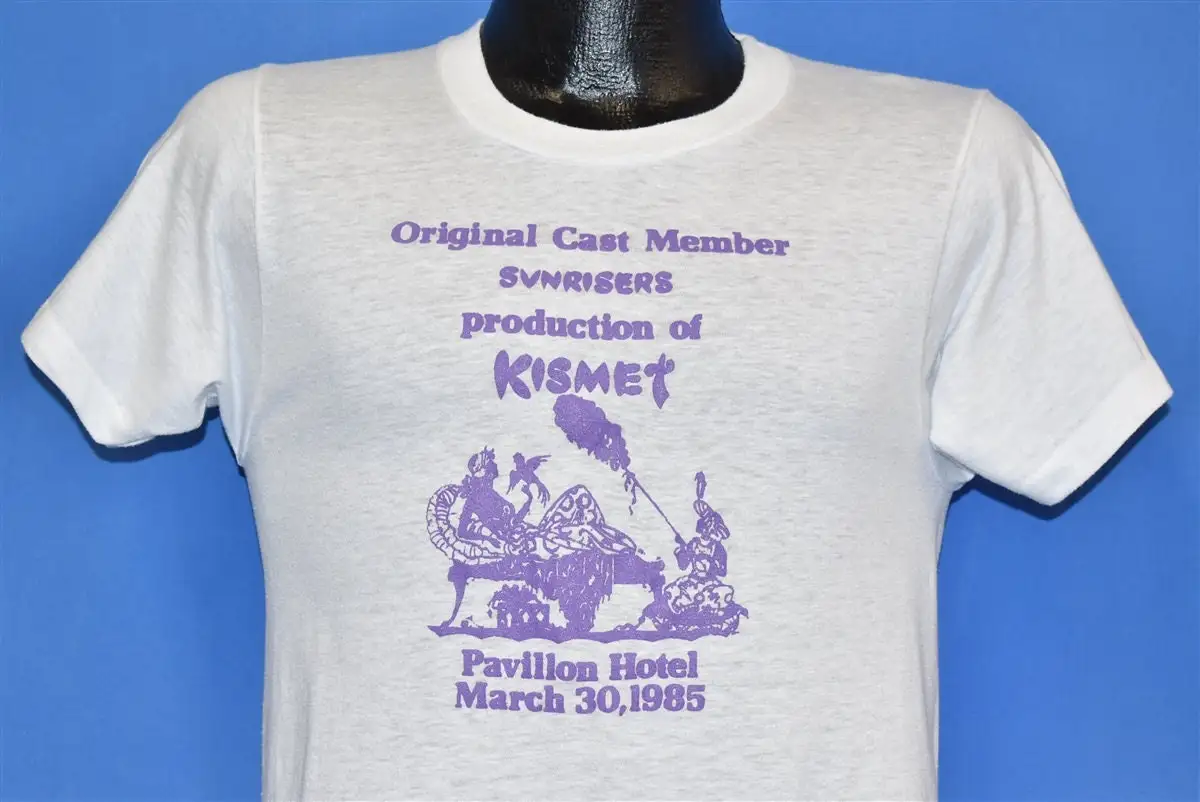 Original Cast Member
SVNRISERS
production of
KISMET
Pavillon Hotel
March 30,1985